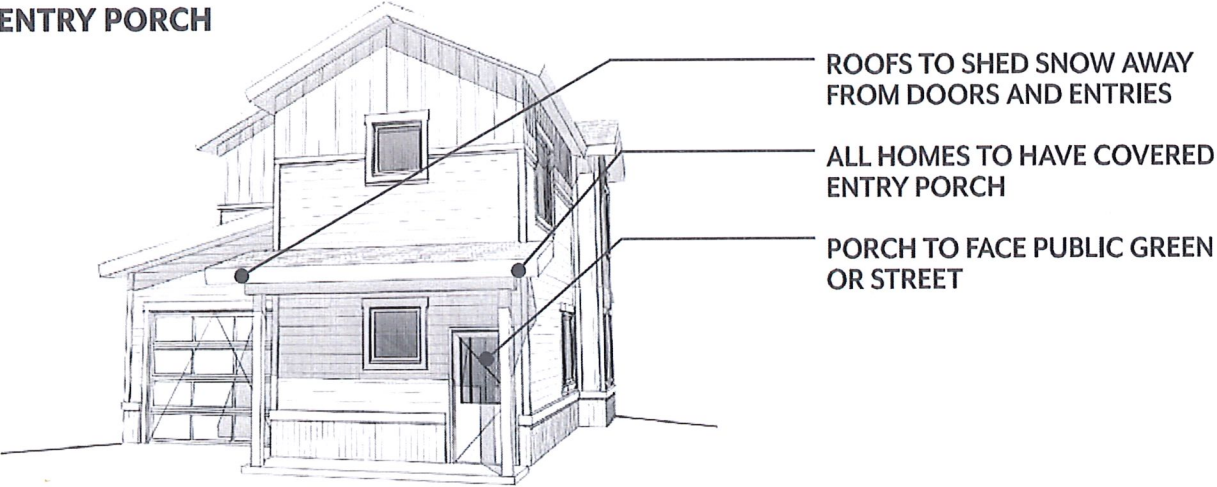 ENTRY PORCH
ROOFS TO SHED SNOW AWAY
FROM DOORS AND ENTRIES
ALL HOMES TO HAVE COVERED
ENTRY PORCH
PORCH TO FACE PUBLIC GREEN
OR STREET